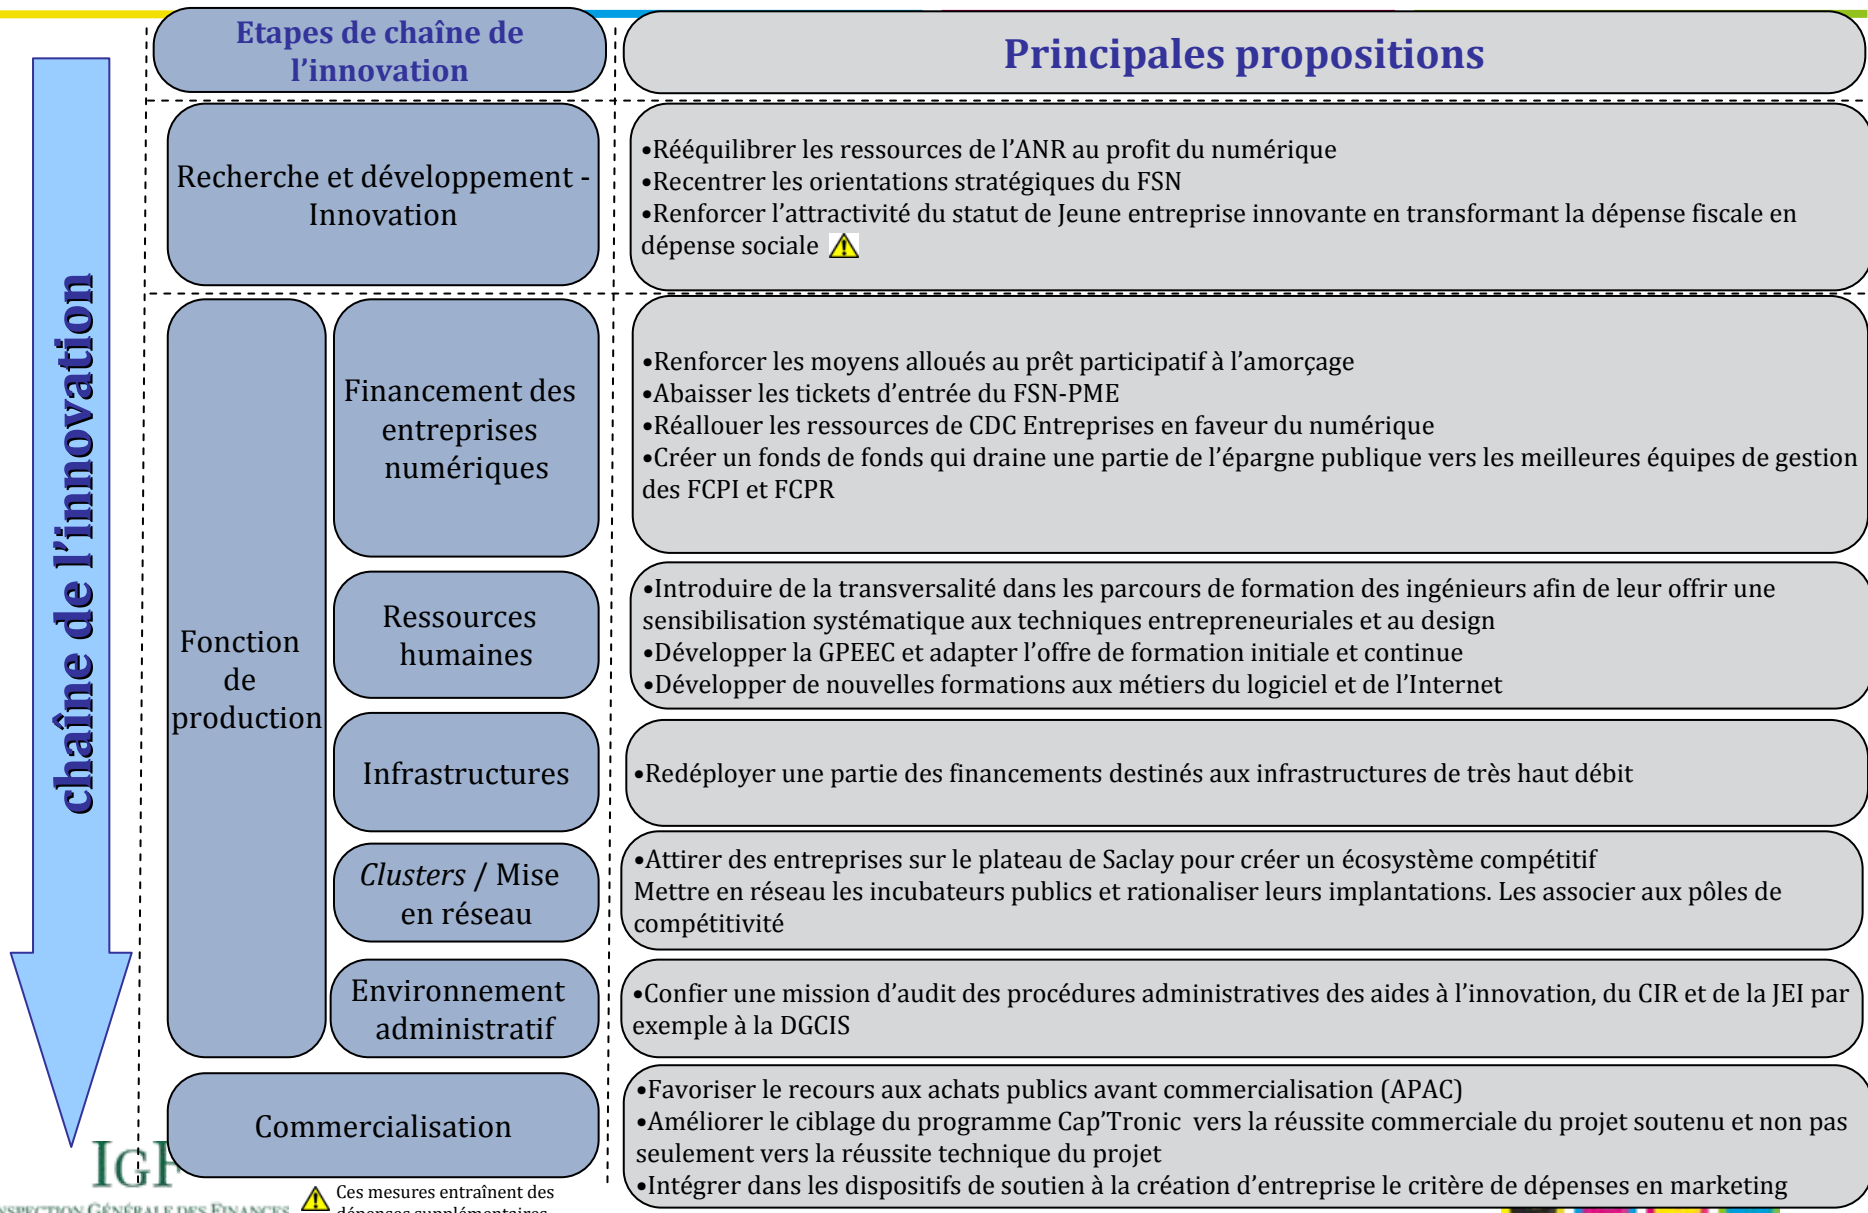 Etapes de chaîne de
l'innovation
Principales propositions
chaîne de l'innovation
Recherche et développement -
Innovation
•Rééquilibrer les ressources de l'ANR au profit du numérique
•Recentrer les orientations stratégiques du FSN
•Renforcer l'attractivité du statut de Jeune entreprise innovante en transformant la dépense fiscale en
dépense sociale
Fonction
de
production
Financement des
entreprises
numériques
•Renforcer les moyens alloués au prêt participatif à l'amorçage
•Abaisser les tickets d'entrée du FSN-PME
•Réallouer les ressources de CDC Entreprises en faveur du numérique
•Créer un fonds de fonds qui draine une partie de l'épargne publique vers les meilleures équipes de gestion
des FCPI et FCPR
Ressources
humaines
•Introduire de la transversalité dans les parcours de formation des ingénieurs afin de leur offrir une
sensibilisation systématique aux techniques entrepreneuriales et au design
•Développer la GPEEC et adapter l'offre de formation initiale et continue
•Développer de nouvelles formations aux métiers du logiciel et de l'Internet
Infrastructures
•Redéployer une partie des financements destinés aux infrastructures de très haut débit
Clusters / Mise
en réseau
•Attirer des entreprises sur le plateau de Saclay pour créer un écosystème compétitif
Mettre en réseau les incubateurs publics et rationaliser leurs implantations. Les associer aux pôles de
compétitivité
Environnement
administratif
•Confier une mission d'audit des procédures administratives des aides à l'innovation, du CIR et de la JEI par
exemple à la DGCIS
Commercialisation
•Favoriser le recours aux achats publics avant commercialisation (APAC)
•Améliorer le ciblage du programme Cap'Tronic vers la réussite commerciale du projet soutenu et non pas
seulement vers la réussite technique du projet
•Intégrer dans les dispositifs de soutien à la création d'entreprise le critère de dépenses en marketing
IGF
NSPECTION GÉNÉRALE DES FINANCES
Ces mesures entraînent des
dépenses supplémentaires